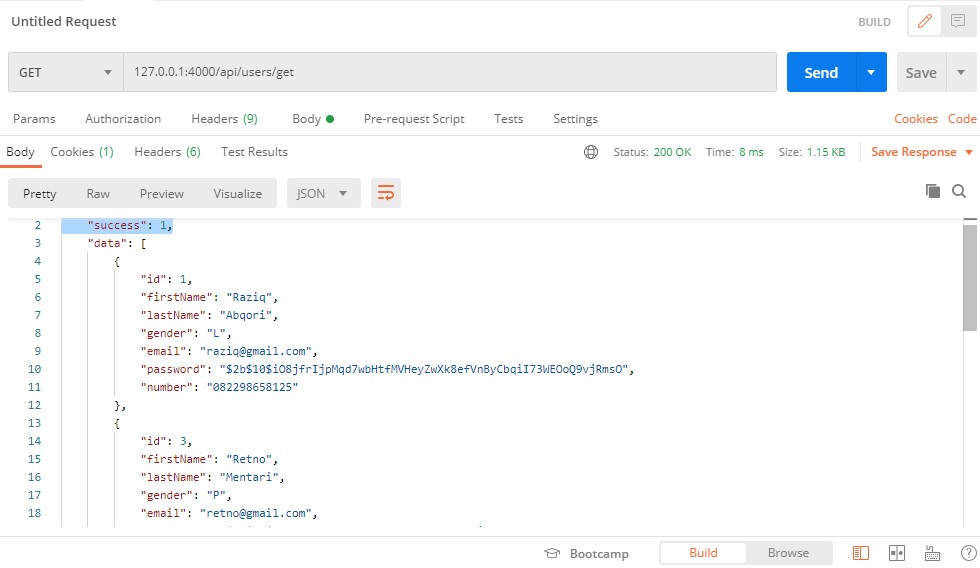 Untitled Request BUILD
GET 127.0.0.1:4000/api/users/get Send Save
Params Authorization Headers (9) Body Pre-request Script Tests Settings Cookies Code
Body Cookies (1) Headers (6) Test Results Status: 200 OK Time: 8 ms Size: 1.15 KB Save Response
Pretty Raw Preview Visualize JSON
2 "success": 1,
3 "data": [
4 {
5 "id": 1,
6 "firstName": "Raziq",
7 "lastName": "Abqori",
8 "gender": "L",
9 "email": "raziq@gmail.com",
10 "password": "$2b$10$iO8jfrIjpMqd7wbHtfMVHeyZwXk8efVnByCbqiI73WEOoQ9vjRmsO",
11 "number": "082298658125"
12 },
13 {
14 "id": 3,
15 "firstName": "Retno",
16 "lastName": "Mentari",
17 "gender": "P",
18 "email": "retno@gmail.com",
Bootcamp Build Browse